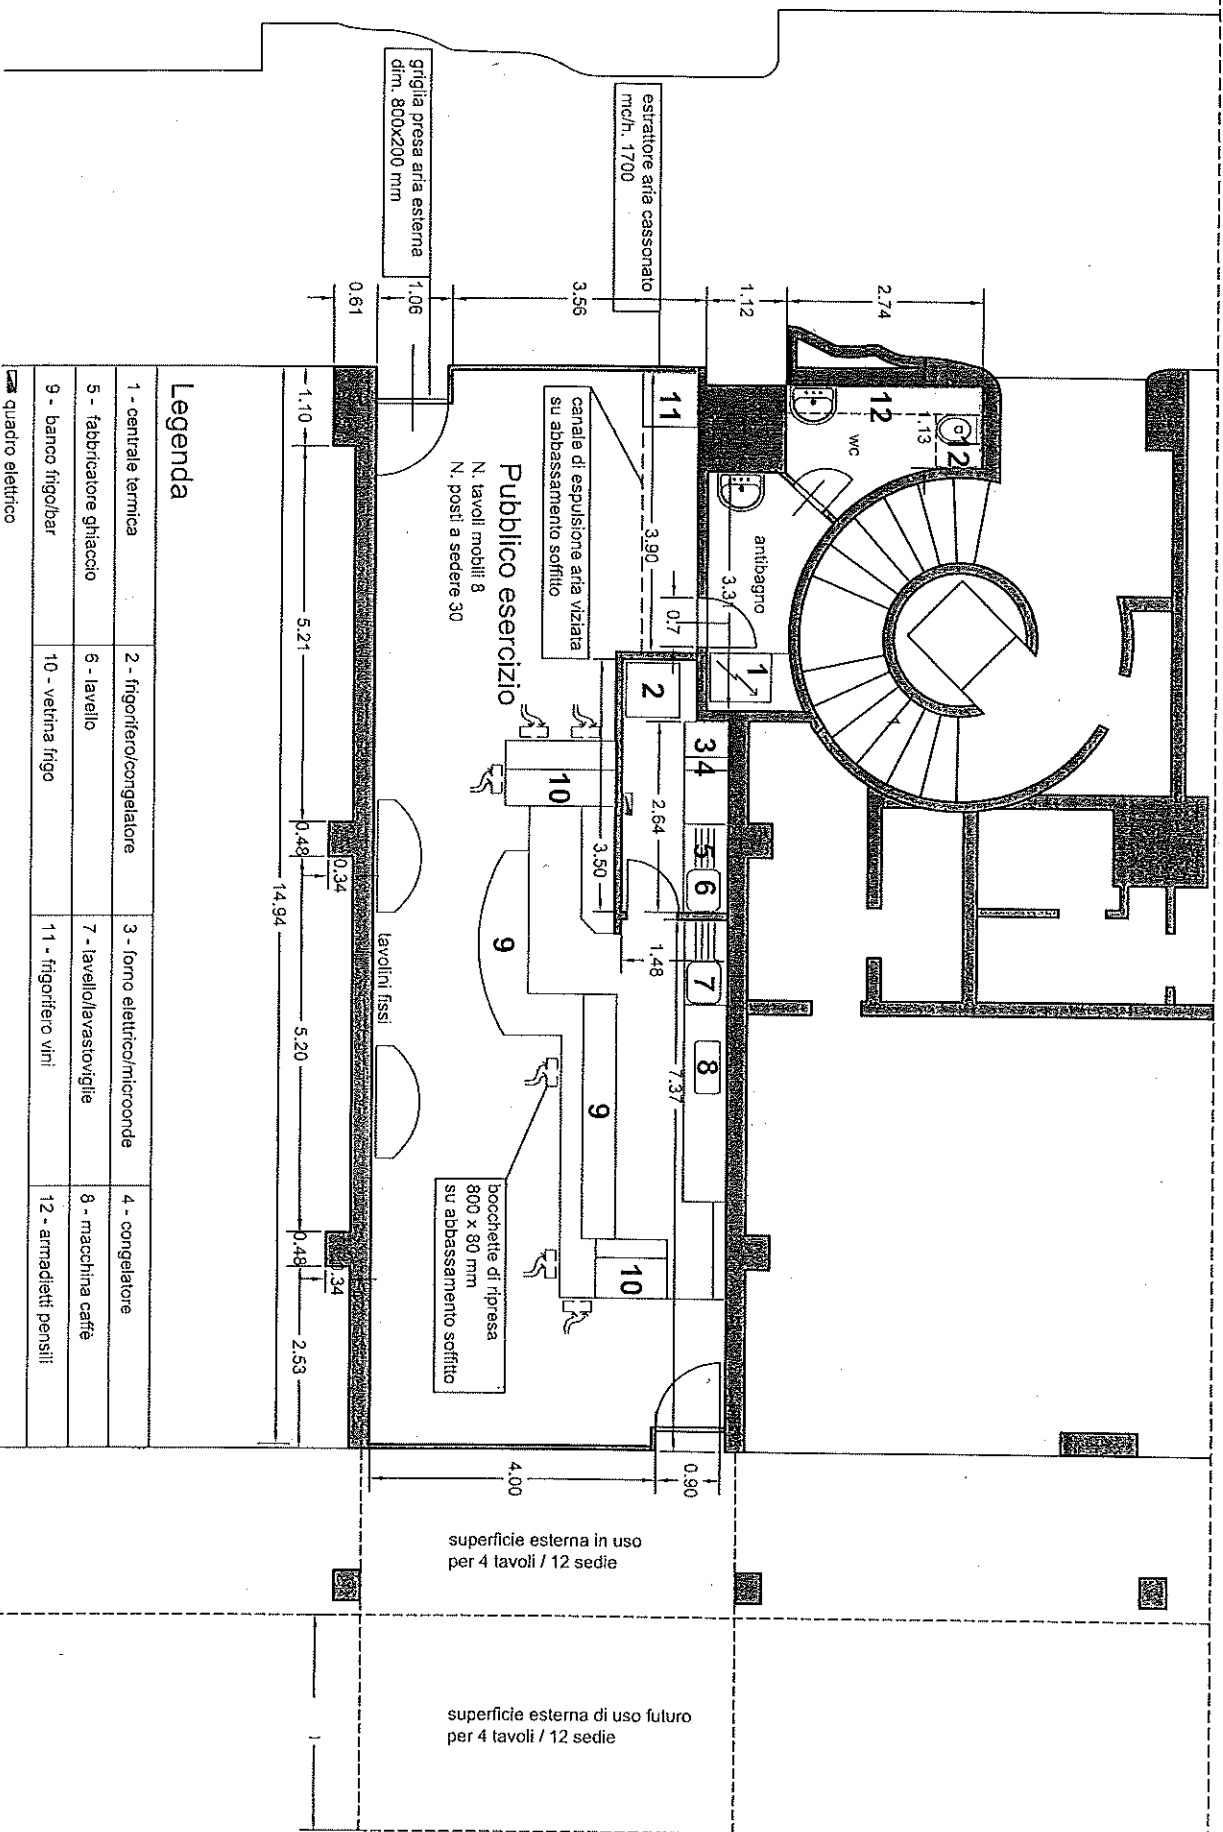 griglia presa aria esterna
dim. 800x200 mm
estrattore aria cassonato
mc/h. 1700
0.61
1.06
3.56
1.12
2.74
canale di espulsione aria viziata
su abbassamento soffitto
Pubblico esercizio
N. tavoli mobili 8
N. posti a sedere 30
11
3.90
0.7
3.31
antibagno
wc
12
12
1.13
1
2
3
4
5
6
7
8
9
9
10
10
2.64
3.50
1.48
7.37
tavolini fissi
bocchette di ripresa
800 x 80 mm
su abbassamento soffitto
1.10
5.21
0.48
0.34
5.20
0.48
0.34
2.53
14.94
4.00
0.90
superficie esterna in uso
per 4 tavoli / 12 sedie
superficie esterna di uso futuro
per 4 tavoli / 12 sedie
Legenda
1 - centrale termica
2 - frigorifero/congelatore
3 - forno elettrico/microonde
4 - congelatore
5 - fabbricatore ghiaccio
6 - lavello
7 - lavello/lavastoviglie
8 - macchina caffè
9 - banco frigo/bar
10 - vetrina frigo
11 - frigorifero vini
12 - armadietti pensili
quadro elettrico